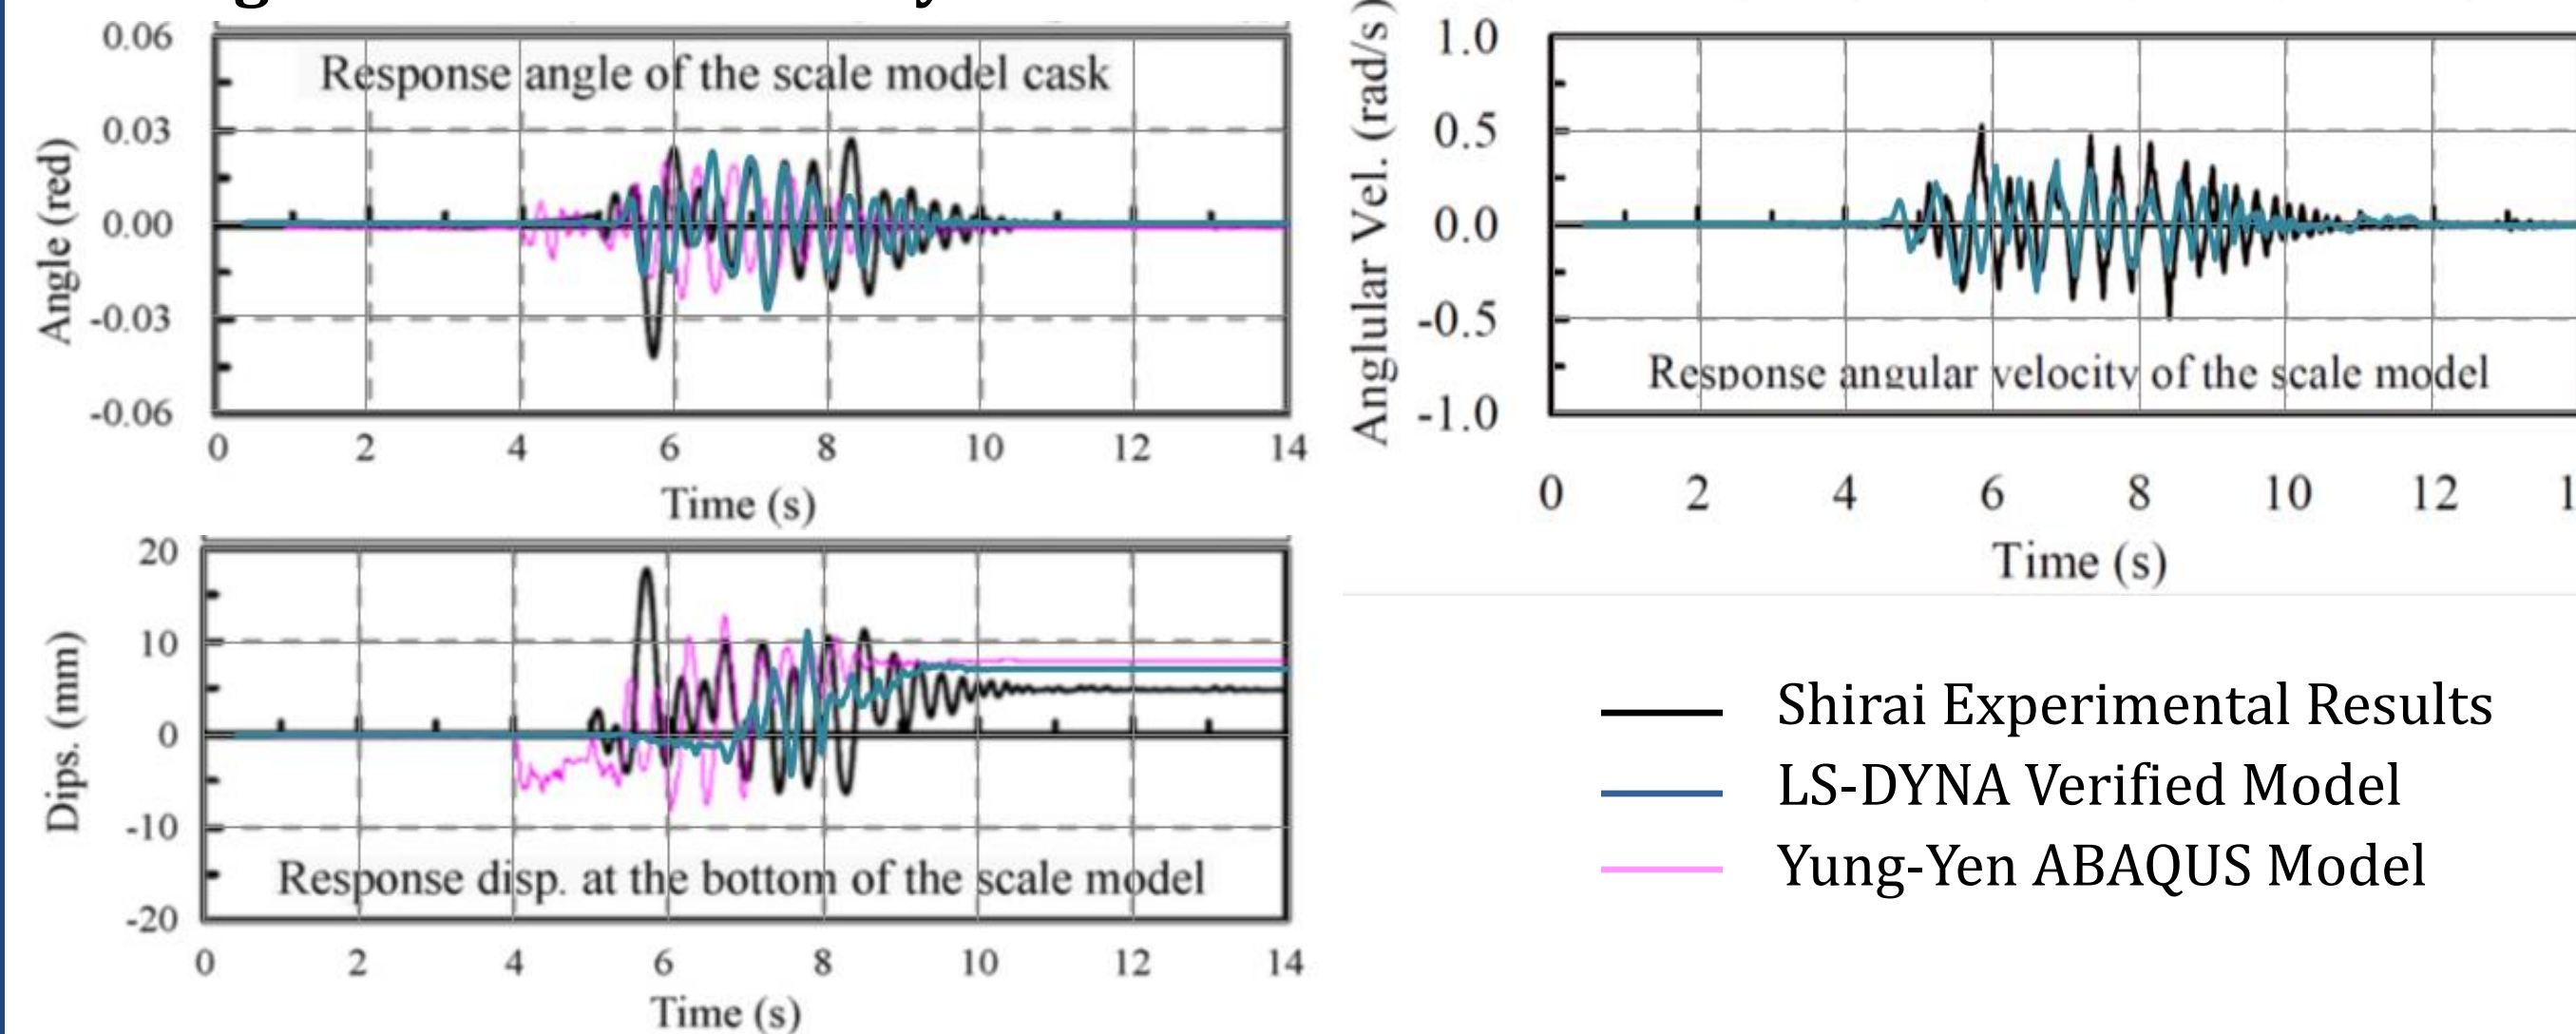 Response angle of the scale model cask
Angle (red)
0.06
0.03
0.00
-0.03
-0.06
0 2 4 6 8 10 12 14
Time (s)
Response angular velocity of the scale model
Anglular Vel. (rad/s)
1.0
0.5
0.0
-0.5
-1.0
0 2 4 6 8 10 12
Time (s)
Response disp. at the bottom of the scale model
Dips. (mm)
20
10
0
-10
-20
0 2 4 6 8 10 12 14
Time (s)
Shirai Experimental Results
LS-DYNA Verified Model
Yung-Yen ABAQUS Model